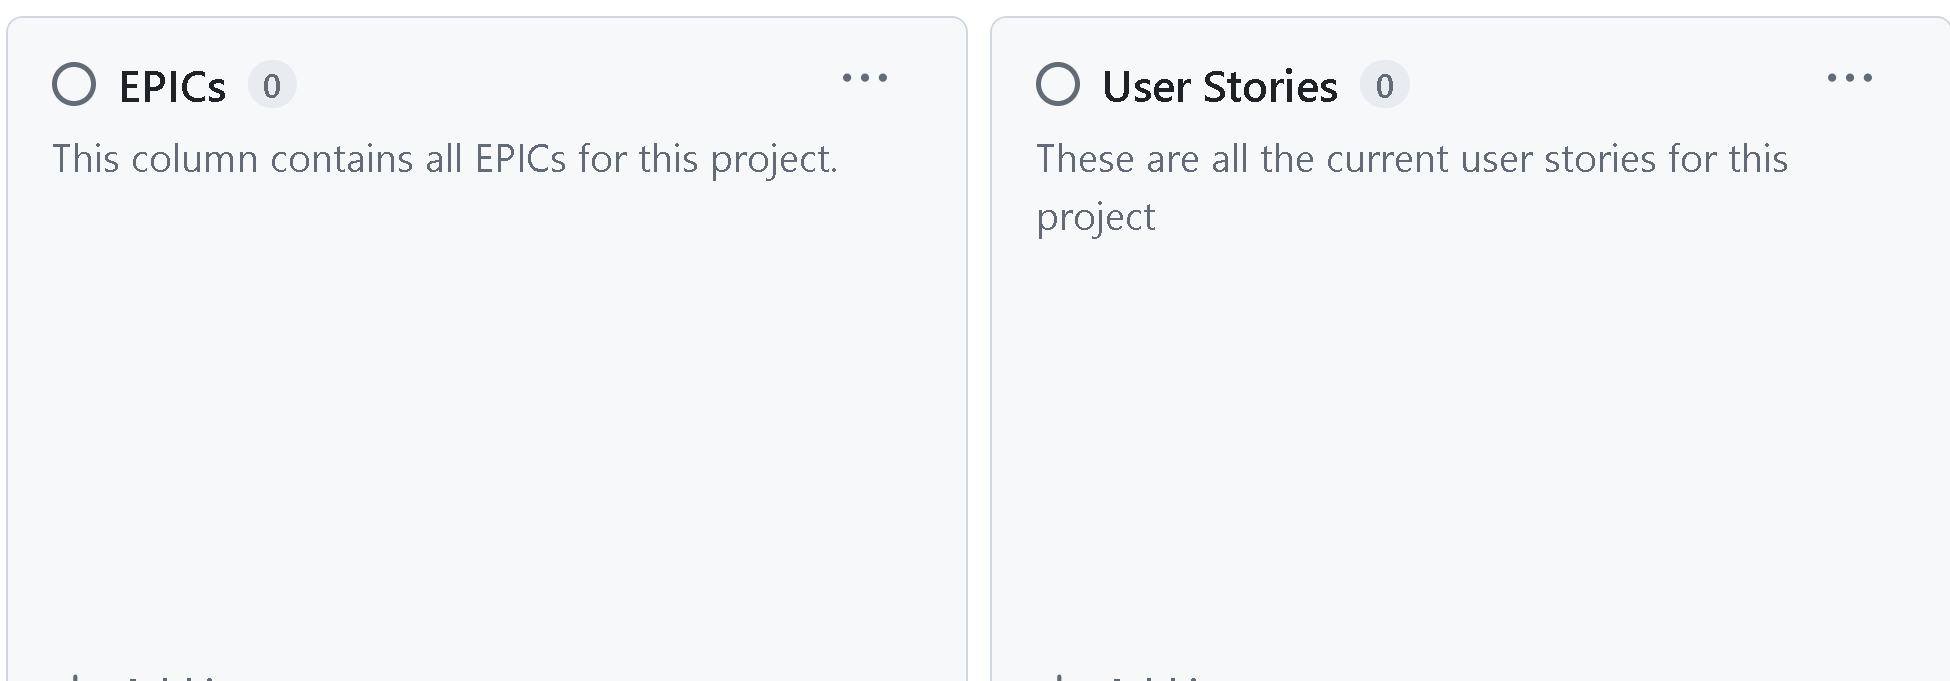 EPICs 0
This column contains all EPICs for this project.
User Stories 0
These are all the current user stories for this
project